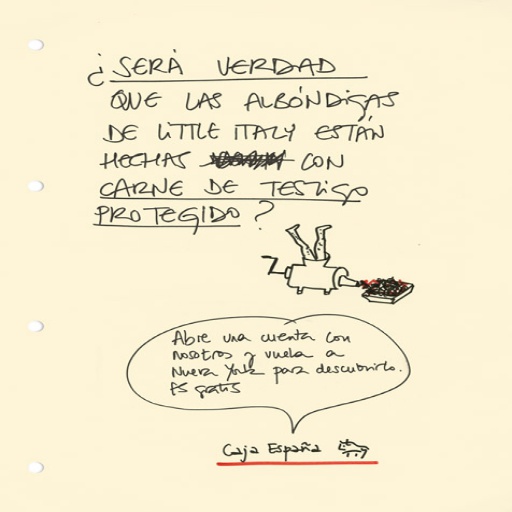 ¿SERÁ VERDAD
QUE LAS ALBÓNDIGAS
DE LITTLE ITALY ESTÁN
HECHAS CON
CARNE DE TESTIGO
PROTEGIDO?
Abre una cuenta con
nosotros y vuela a
Nueva York para descubrirlo.
Es gratis
Caja España